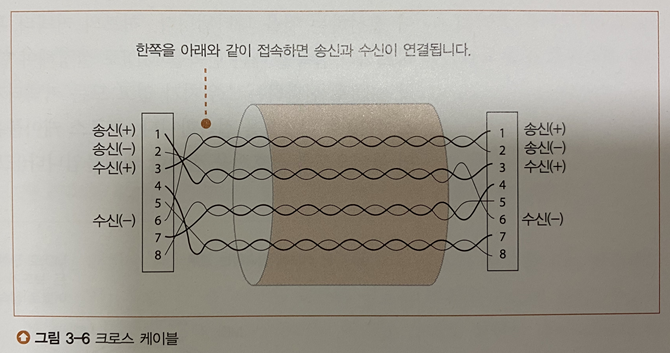 한쪽을 아래와 같이 접속하면 송신과 수신이 연결됩니다.
송신(+) 1 1 송신(+)
송신(-) 2 2 송신(-)
수신(+) 3 3 수신(+)
4 4
5 5
수신(-) 6 6 수신(-)
7 7
8 8
그림 3-6 크로스 케이블